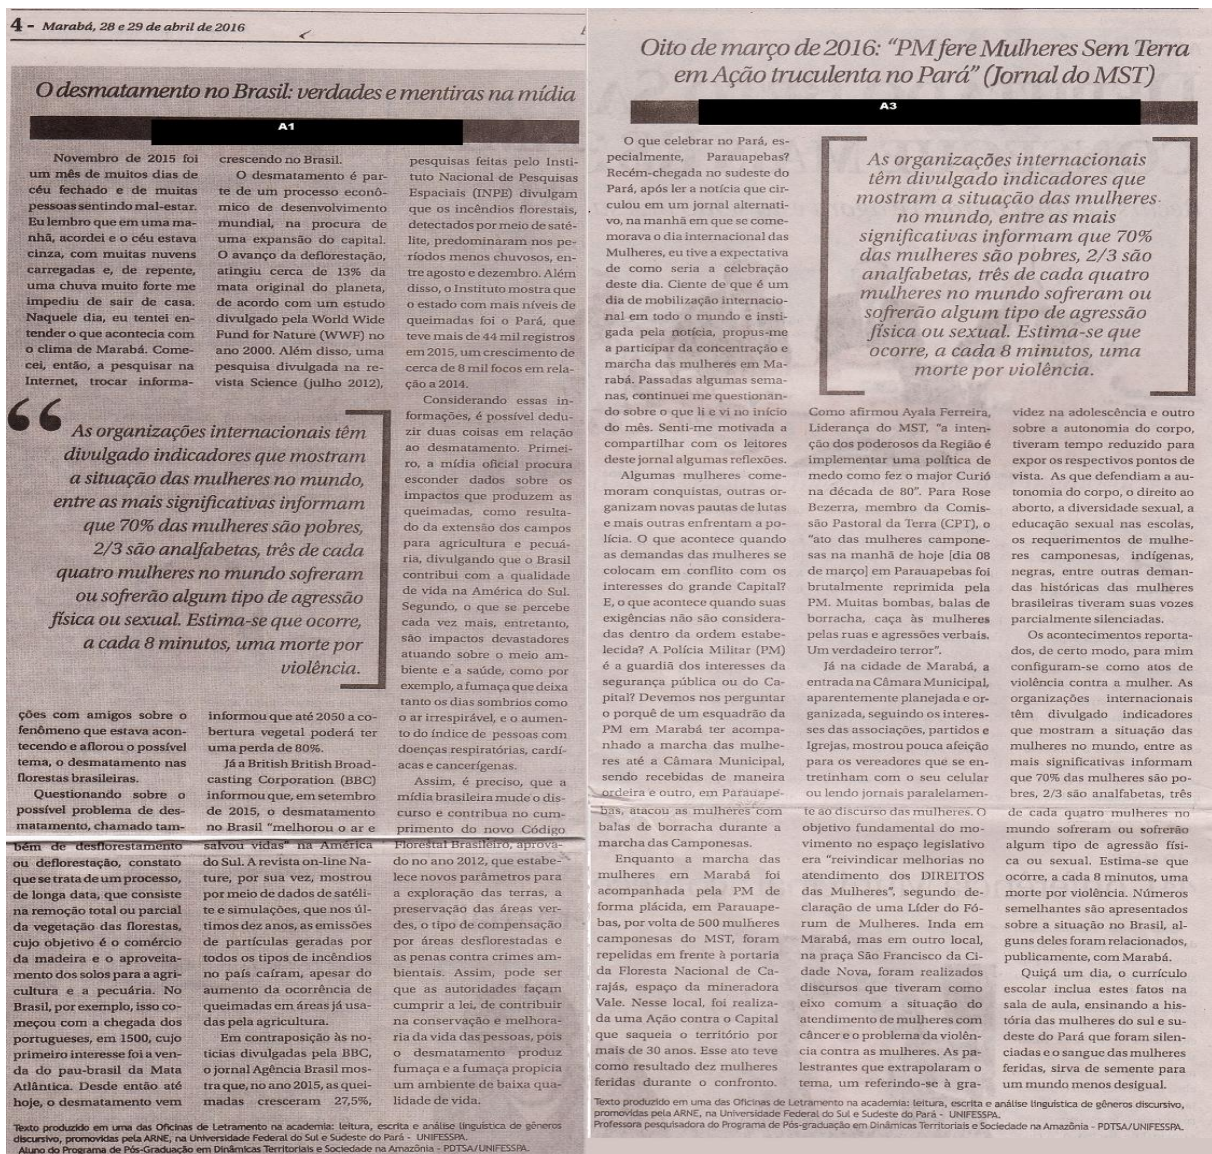 4 - Marabá, 28 e 29 de abril de 2016
O desmatamento no Brasil: verdades e mentiras na mídia
A1
Novembro de 2015 foi
um mês de muitos dias de
céu fechado e de muitas
pessoas sentindo mal-estar.
Eu lembro que em uma ma-
nhã, acordei e o céu estava
cinza, com muitas nuvens
carregadas e, de repente,
uma chuva muito forte me
impediu de sair de casa.
Naquele dia, eu tentei en-
tender o que acontecia com
o clima de Marabá. Come-
cei, então, a pesquisar na
Internet, trocar informa-
“
As organizações internacionais têm
divulgado indicadores que mostram
a situação das mulheres no mundo,
entre as mais significativas informam
que 70% das mulheres são pobres,
2/3 são analfabetas, três de cada
quatro mulheres no mundo sofreram
ou sofrerão algum tipo de agressão
física ou sexual. Estima-se que ocorre,
a cada 8 minutos, uma morte por
violência.
ções com amigos sobre o
fenômeno que estava acon-
tecendo e aflorou o possível
tema, o desmatamento nas
florestas brasileiras.
Questionando sobre o
possível problema de des-
matamento, chamado tam-
bém de desflorestamento
ou deflorestação, constato
que se trata de um processo,
de longa data, que consiste
na remoção total ou parcial
da vegetação das florestas,
cujo objetivo é o comércio
da madeira e o aproveita-
mento dos solos para a agri-
cultura e a pecuária. No
Brasil, por exemplo, isso co-
meçou com a chegada dos
portugueses, em 1500, cujo
primeiro interesse foi a ven-
da do pau-brasil da Mata
Atlântica. Desde então até
hoje, o desmatamento vem
crescendo no Brasil.
O desmatamento é par-
te de um processo econô-
mico de desenvolvimento
mundial, na procura de
uma expansão do capital.
O avanço da deflorestação,
atingiu cerca de 13% da
mata original do planeta,
de acordo com um estudo
divulgado pela World Wide
Fund for Nature (WWF) no
ano 2000. Além disso, uma
pesquisa divulgada na re-
vista Science (julho 2012),
informou que até 2050 a co-
bertura vegetal poderá ter
uma perda de 80%.
Já a British British Broad-
casting Corporation (BBC)
informou que, em setembro
de 2015, o desmatamento
no Brasil “melhorou o ar e
salvou vidas” na América
do Sul. A revista on-line Na-
ture, por sua vez, mostrou
por meio de dados de satéli-
te e simulações, que nos úl-
timos dez anos, as emissões
de partículas geradas por
todos os tipos de incêndios
no país caíram, apesar do
aumento da ocorrência de
queimadas em áreas já usa-
das pela agricultura.
Em contraposição às no-
tícias divulgadas pela BBC,
o jornal Agência Brasil mos-
tra que, no ano 2015, as quei-
madas cresceram 27,5%,
pesquisas feitas pelo Insti-
tuto Nacional de Pesquisas
Espaciais (INPE) divulgam
que os incêndios florestais,
detectados por meio de saté-
lite, predominaram nos pe-
ríodos menos chuvosos, en-
tre agosto e dezembro. Além
disso, o Instituto mostra que
o estado com mais níveis de
queimadas foi o Pará, que
teve mais de 44 mil registros
em 2015, um crescimento de
cerca de 8 mil focos em rela-
ção a 2014.
Considerando essas in-
formações, é possível dedu-
zir duas coisas em relação
ao desmatamento. Primei-
ro, a mídia oficial procura
esconder dados sobre os
impactos que produzem as
queimadas, como resulta-
do da extensão dos campos
para agricultura e pecuá-
ria, divulgando que o Brasil
contribui com a qualidade
de vida na América do Sul.
Segundo, o que se percebe
cada vez mais, entretanto,
são impactos devastadores
atuando sobre o meio am-
biente e a saúde, como por
exemplo, a fumaça que deixa
tanto os dias sombrios como
o ar irrespirável, e o aumen-
to do índice de pessoas com
doenças respiratórias, cardí-
acas e cancerígenas.
Assim, é preciso, que a
mídia brasileira mude o dis-
curso e contribua no cum-
primento do novo Código
Florestal Brasileiro, aprova-
do no ano 2012, que estabe-
lece novos parâmetros para
a exploração das terras, a
preservação das áreas ver-
des, o tipo de compensação
por áreas desflorestadas e
as penas contra crimes am-
bientais. Assim, pode ser
que as autoridades façam
cumprir a lei, de contribuir
na conservação e melhora-
ria da vida das pessoas, pois
o desmatamento produz
fumaça e a fumaça propicia
um ambiente de baixa qua-
lidade de vida.
Texto produzido em uma das Oficinas de Letramento na academia: leitura, escrita e análise linguística de gêneros
discursivo, promovidas pela ARNE, na Universidade Federal do Sul e Sudeste do Pará - UNIFESSPA.
Aluno do Programa de Pós-Graduação em Dinâmicas Territoriais e Sociedade na Amazônia - PDTSA/UNIFESSPA.
Oito de março de 2016: “PM fere Mulheres Sem Terra
em Ação truculenta no Pará” (Jornal do MST)
A3
O que celebrar no Pará, es-
pecialmente, Parauapebas?
Recém-chegada no sudeste do
Pará, após ler a notícia que cir-
culou em um jornal alternati-
vo, na manhã em que se come-
morava o dia internacional das
Mulheres, eu tive a expectativa
de como seria a celebração
deste dia. Ciente de que é um
dia de mobilização internacio-
nal em todo o mundo e insti-
gada pela notícia, propus-me
a participar da concentração e
marcha das mulheres em Ma-
rabá. Passadas algumas sema-
nas, continuei me questionan-
do sobre o que li e vi no início
do mês. Senti-me motivada a
compartilhar com os leitores
deste jornal algumas reflexões.
Algumas mulheres come-
moram conquistas, outras or-
ganizam novas pautas de lutas
e mais outras enfrentam a po-
lícia. O que acontece quando
as demandas das mulheres se
colocam em conflito com os
interesses do grande Capital?
E, o que acontece quando suas
exigências não são considera-
das dentro da ordem estabe-
lecida? A Polícia Militar (PM)
é a guardiã dos interesses da
segurança pública ou do Ca-
pital? Devemos nos perguntar
o porquê de um esquadrão da
PM em Marabá ter acompa-
nhado a marcha das mulhe-
res até a Câmara Municipal,
sendo recebidas de maneira
ordeira e outro, em Parauape-
bas, atacou as mulheres com
balas de borracha durante a
marcha das Camponesas.
Enquanto a marcha das
mulheres em Marabá foi
acompanhada pela PM de
forma plácida, em Parauape-
bas, por volta de 500 mulheres
camponesas do MST, foram
repelidas em frente à portaria
da Floresta Nacional de Ca-
rajás, espaço da mineradora
Vale. Nesse local, foi realiza-
da uma Ação contra o Capital
que saqueia o território por
mais de 30 anos. Esse ato teve
como resultado dez mulheres
feridas durante o confronto.
As organizações internacionais
têm divulgado indicadores que
mostram a situação das mulheres
no mundo, entre as mais
significativas informam que 70%
das mulheres são pobres, 2/3 são
analfabetas, três de cada quatro
mulheres no mundo sofreram ou
sofrerão algum tipo de agressão
física ou sexual. Estima-se que
ocorre, a cada 8 minutos, uma
morte por violência.
Como afirmou Ayala Ferreira,
Liderança do MST, “a inten-
ção dos poderosos da Região é
implementar uma política de
medo como fez o major Curió
na década de 80”. Para Rose
Bezerra, membro da Comis-
são Pastoral da Terra (CPT), o
“ato das mulheres campone-
sas na manhã de hoje [dia 08
de março] em Parauapebas foi
brutalmente reprimida pela
PM. Muitas bombas, balas de
borracha, caça às mulheres
pelas ruas e agressões verbais.
Um verdadeiro terror”.
Já na cidade de Marabá, a
entrada na Câmara Municipal,
aparentemente planejada e or-
ganizada, seguindo os interes-
ses das associações, partidos e
Igrejas, mostrou pouca afeição
para os vereadores que se en-
tretinham com o seu celular
ou lendo jornais paralelamen-
te ao discurso das mulheres. O
objetivo fundamental do mo-
vimento no espaço legislativo
era “reivindicar melhorias no
atendimento dos DIREITOS
das Mulheres”, segundo de-
claração de uma Líder do Fó-
rum de Mulheres. Inda em
Marabá, mas em outro local,
na praça São Francisco da Ci-
dade Nova, foram realizados
discursos que tiveram como
eixo comum a situação do
atendimento de mulheres com
câncer e o problema da violên-
cia contra as mulheres. As pa-
lestrantes que extrapolaram o
tema, um referindo-se à gra-
videz na adolescência e outro
sobre a autonomia do corpo,
tiveram tempo reduzido para
expor os respectivos pontos de
vista. As que defendiam a au-
tonomia do corpo, o direito ao
aborto, a diversidade sexual, a
educação sexual nas escolas,
os requerimentos de mulhe-
res camponesas, indígenas,
negras, entre outras deman-
das históricas das mulheres
brasileiras tiveram suas vozes
parcialmente silenciadas.
Os acontecimentos reporta-
dos, de certo modo, para mim
configuram-se como atos de
violência contra a mulher. As
organizações internacionais
têm divulgado indicadores
que mostram a situação das
mulheres no mundo, entre as
mais significativas informam
que 70% das mulheres são po-
bres, 2/3 são analfabetas, três
de cada quatro mulheres no
mundo sofreram ou sofrerão
algum tipo de agressão físi-
ca ou sexual. Estima-se que
ocorre, a cada 8 minutos, uma
morte por violência. Números
semelhantes são apresentados
sobre a situação no Brasil, al-
guns deles foram relacionados,
publicamente, com Marabá.
Quiçá um dia, o currículo
escolar inclua estes fatos na
sala de aula, ensinando a his-
tória das mulheres do sul e su-
deste do Pará que foram silen-
ciadas e o sangue das mulheres
feridas, sirva de semente para
um mundo menos desigual.
Texto produzido em uma das Oficinas de Letramento na academia: leitura, escrita e análise linguística de gêneros discursivo,
promovidas pela ARNE, na Universidade Federal do Sul e Sudeste do Pará - UNIFESSPA.
Professora pesquisadora do Programa de Pós-graduação em Dinâmicas Territoriais e Sociedade na Amazônia - PDTSA/UNIFESSPA.